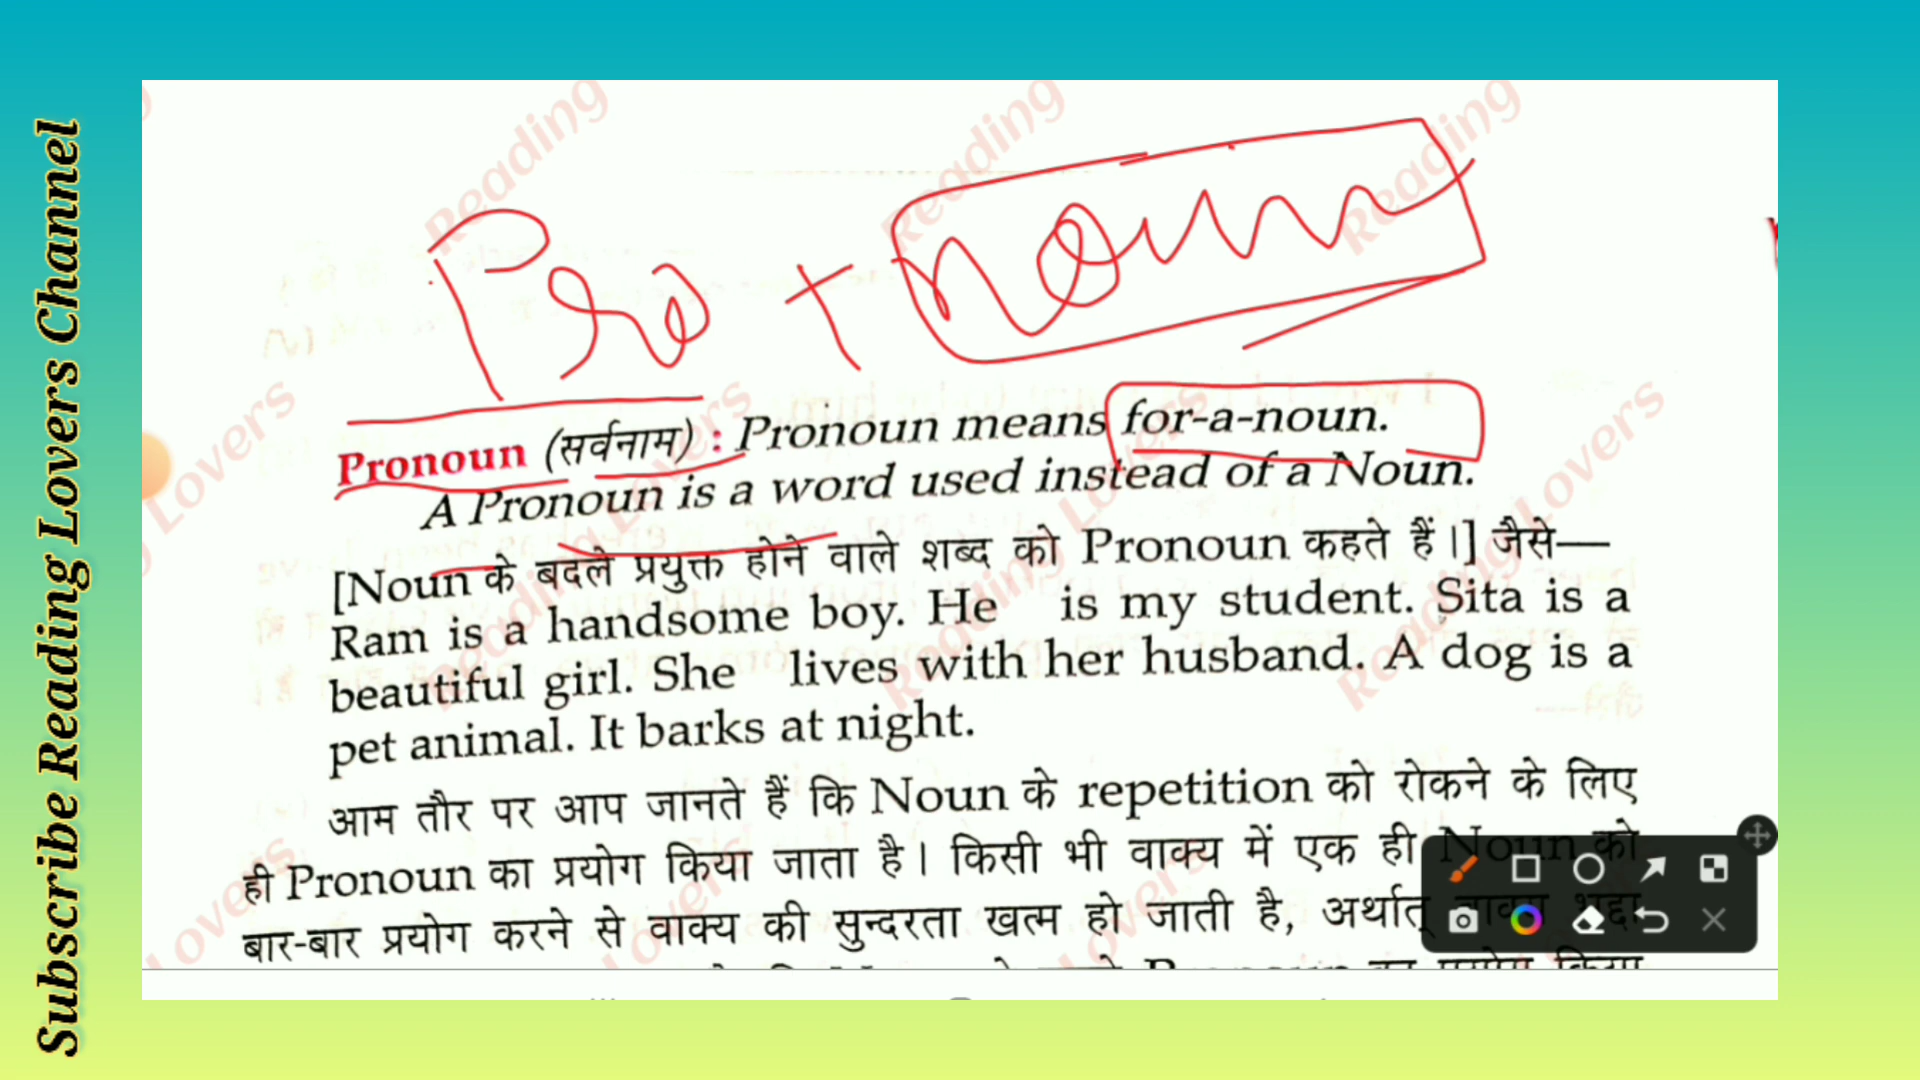 Subscribe Reading Lovers Channel
Pro + noun
Pronoun (सर्वनाम) : Pronoun means for-a-noun.
A Pronoun is a word used instead of a Noun.
[Noun के बदले प्रयुक्त होने वाले शब्द को Pronoun कहते हैं।] जैसे—
Ram is a handsome boy. He is my student. Sita is a
beautiful girl. She lives with her husband. A dog is a
pet animal. It barks at night.
आम तौर पर आप जानते हैं कि Noun के repetition को रोकने के लिए
ही Pronoun का प्रयोग किया जाता है। किसी भी वाक्य में एक ही Noun को
बार-बार प्रयोग करने से वाक्य की सुन्दरता खत्म हो जाती है, अर्थात्
Reading Lovers